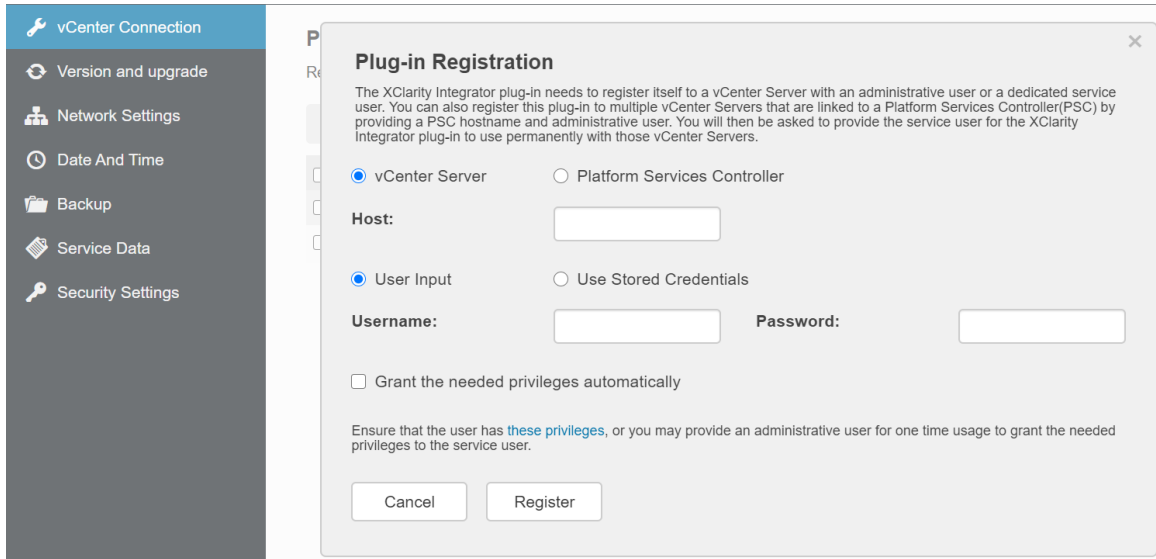 vCenter Connection
Version and upgrade
Network Settings
Date And Time
Backup
Service Data
Security Settings
P
Re
×
Plug-in Registration
The XClarity Integrator plug-in needs to register itself to a vCenter Server with an administrative user or a dedicated service
user. You can also register this plug-in to multiple vCenter Servers that are linked to a Platform Services Controller(PSC) by
providing a PSC hostname and administrative user. You will then be asked to provide the service user for the XClarity
Integrator plug-in to use permanently with those vCenter Servers.
vCenter Server Platform Services Controller
Host:
User Input Use Stored Credentials
Username: Password:
Grant the needed privileges automatically
Ensure that the user has these privileges, or you may provide an administrative user for one time usage to grant the needed
privileges to the service user.
Cancel Register